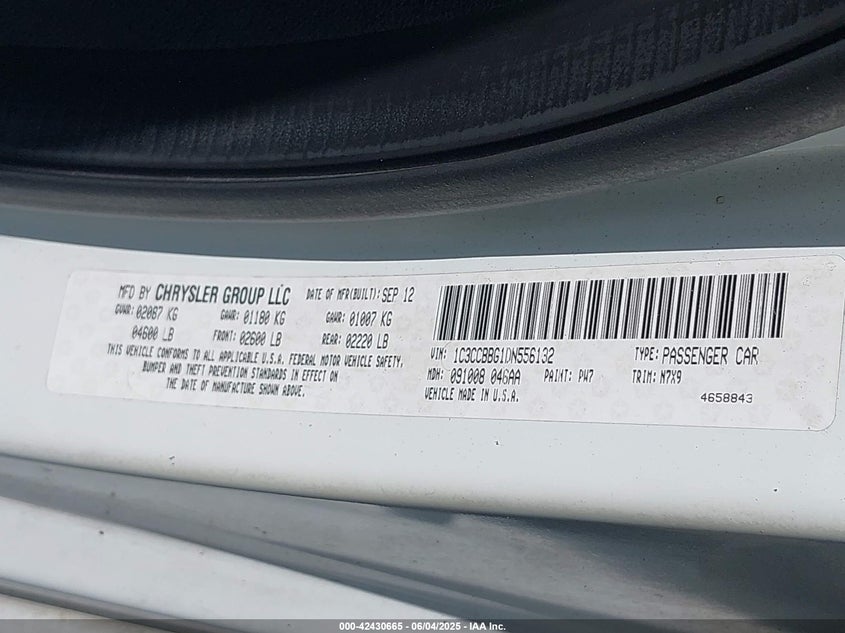 MFD BY CHRYSLER GROUP LLC DATE OF MFR(BUILT): SEP 12
GVWR: 02067 KG GAWR: 01180 KG GAWR: 01007 KG
04600 LB FRONT: 02600 LB REAR: 02220 LB
THIS VEHICLE CONFORMS TO ALL APPLICABLE U.S.A. FEDERAL MOTOR VEHICLE SAFETY,
BUMPER AND THEFT PREVENTION STANDARDS IN EFFECT ON
THE DATE OF MANUFACTURE SHOWN ABOVE.
VIN: 1C3CCBBG1DN556132 TYPE: PASSENGER CAR
MDH: 091008 046AA PAINT: PW7 TRIM: N7X9
VEHICLE MADE IN U.S.A. 4658843
000-42430665 - 06/04/2025 - IAA Inc.